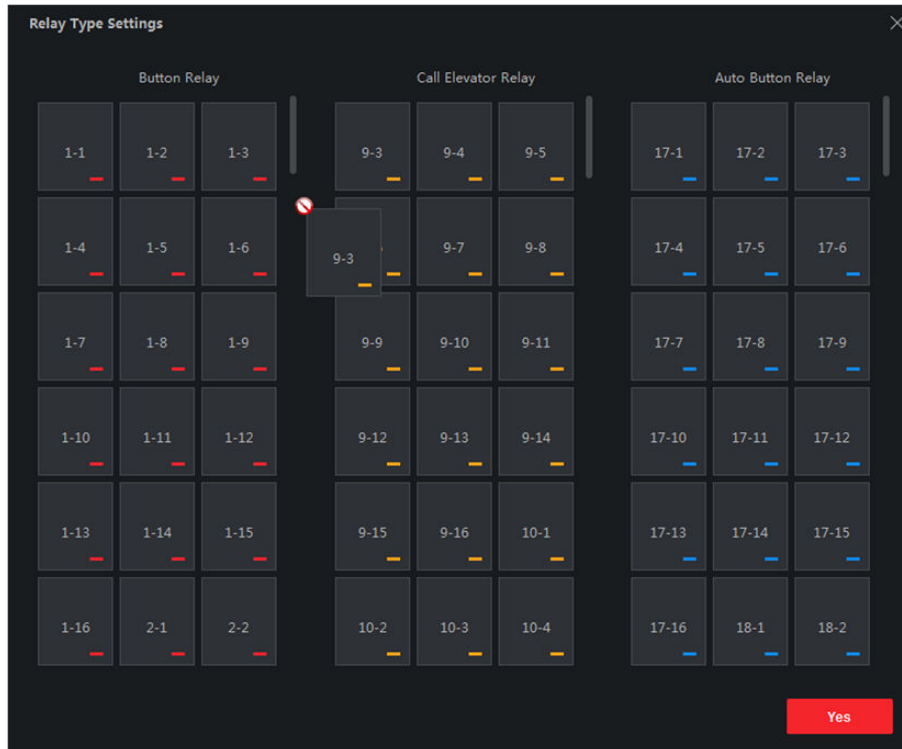 Relay Type Settings
Button Relay Call Elevator Relay Auto Button Relay
1-1 1-2 1-3 9-3 9-4 9-5 17-1 17-2 17-3
1-4 1-5 1-6 9-7 9-8 17-4 17-5 17-6
9-3
1-7 1-8 1-9 9-9 9-10 9-11 17-7 17-8 17-9
1-10 1-11 1-12 9-12 9-13 9-14 17-10 17-11 17-12
1-13 1-14 1-15 9-15 9-16 10-1 17-13 17-14 17-15
1-16 2-1 2-2 10-2 10-3 10-4 17-16 18-1 18-2
Yes